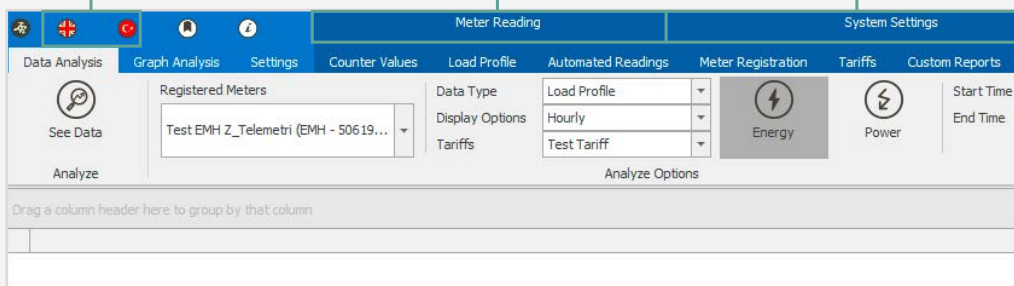 Meter Reading
System Settings
Data Analysis
Graph Analysis
Settings
Counter Values
Load Profile
Automated Readings
Meter Registration
Tariffs
Custom Reports
See Data
Analyze
Registered Meters
Test EMH Z_Telemetri (EMH - 50619...
Data Type
Load Profile
Display Options
Hourly
Tariffs
Test Tariff
Energy
Power
Start Time
End Time
Analyze Options
Drag a column header here to group by that column